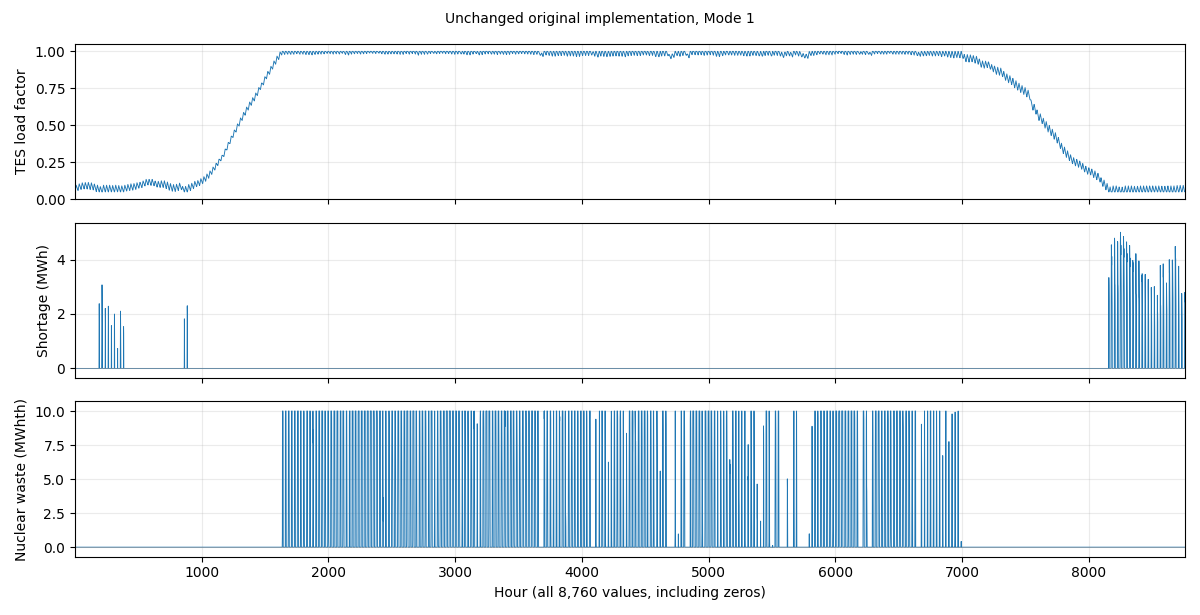 Unchanged original implementation, Mode 1
TES load factor
1.00
0.75
0.50
0.25
0.00
Shortage (MWh)
4
2
0
Nuclear waste (MWhth)
10.0
7.5
5.0
2.5
0.0
1000 2000 3000 4000 5000 6000 7000 8000
Hour (all 8,760 values, including zeros)